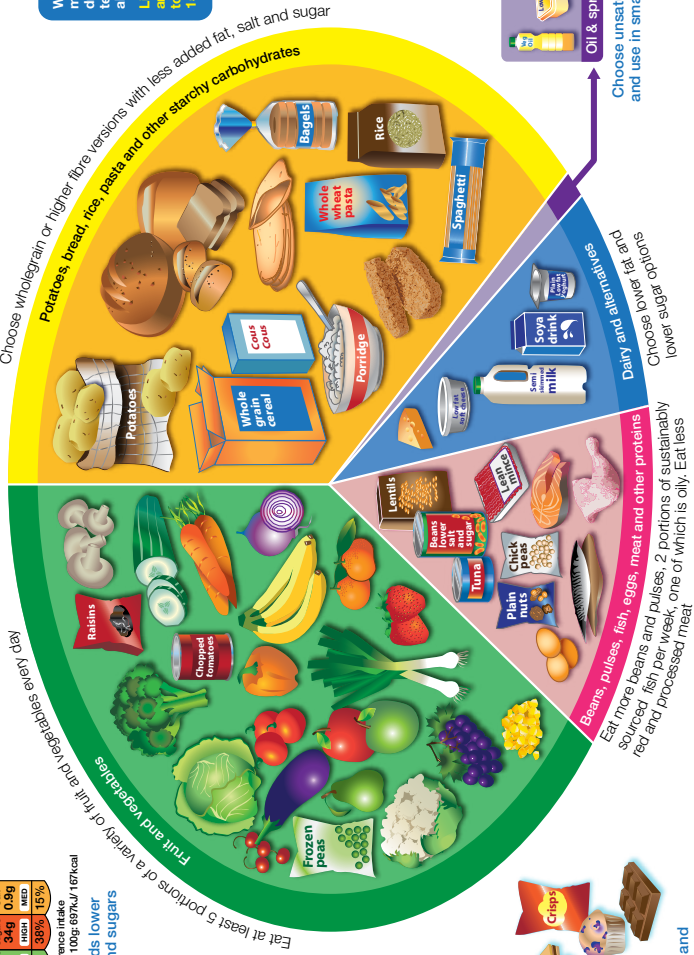 34g 0.9g
HIGH MED
38% 15%
100g: 697kJ/ 167kcal
lower
sugars
Eat at least 5 portions of a variety of fruit and vegetables every day
Fruit and vegetables
Raisins
Chopped tomatoes
Frozen peas
Choose wholegrain or higher fibre versions with less added fat, salt and sugar
Potatoes, bread, rice, pasta and other starchy carbohydrates
Potatoes
Whole
grain
cereal
Cous
Cous
Porridge
Whole
wheat
pasta
Bagels
Rice
Spaghetti
Lentils
Beans
lower
salt
and
sugar
Lean
mince
Tuna
Chick
peas
Plain
nuts
Beans, pulses, fish, eggs, meat and other proteins
Eat more beans and pulses, 2 portions of sustainably
sourced fish per week, one of which is oily. Eat less
red and processed meat
Low fat
soft cheese
Semi
skimmed
milk
Soya
drink
Plain
Low fat
Yoghurt
Dairy and alternatives
Choose lower fat and
lower sugar options
Veg
Oil
Oil &
Choose
and use in
Crisps
and